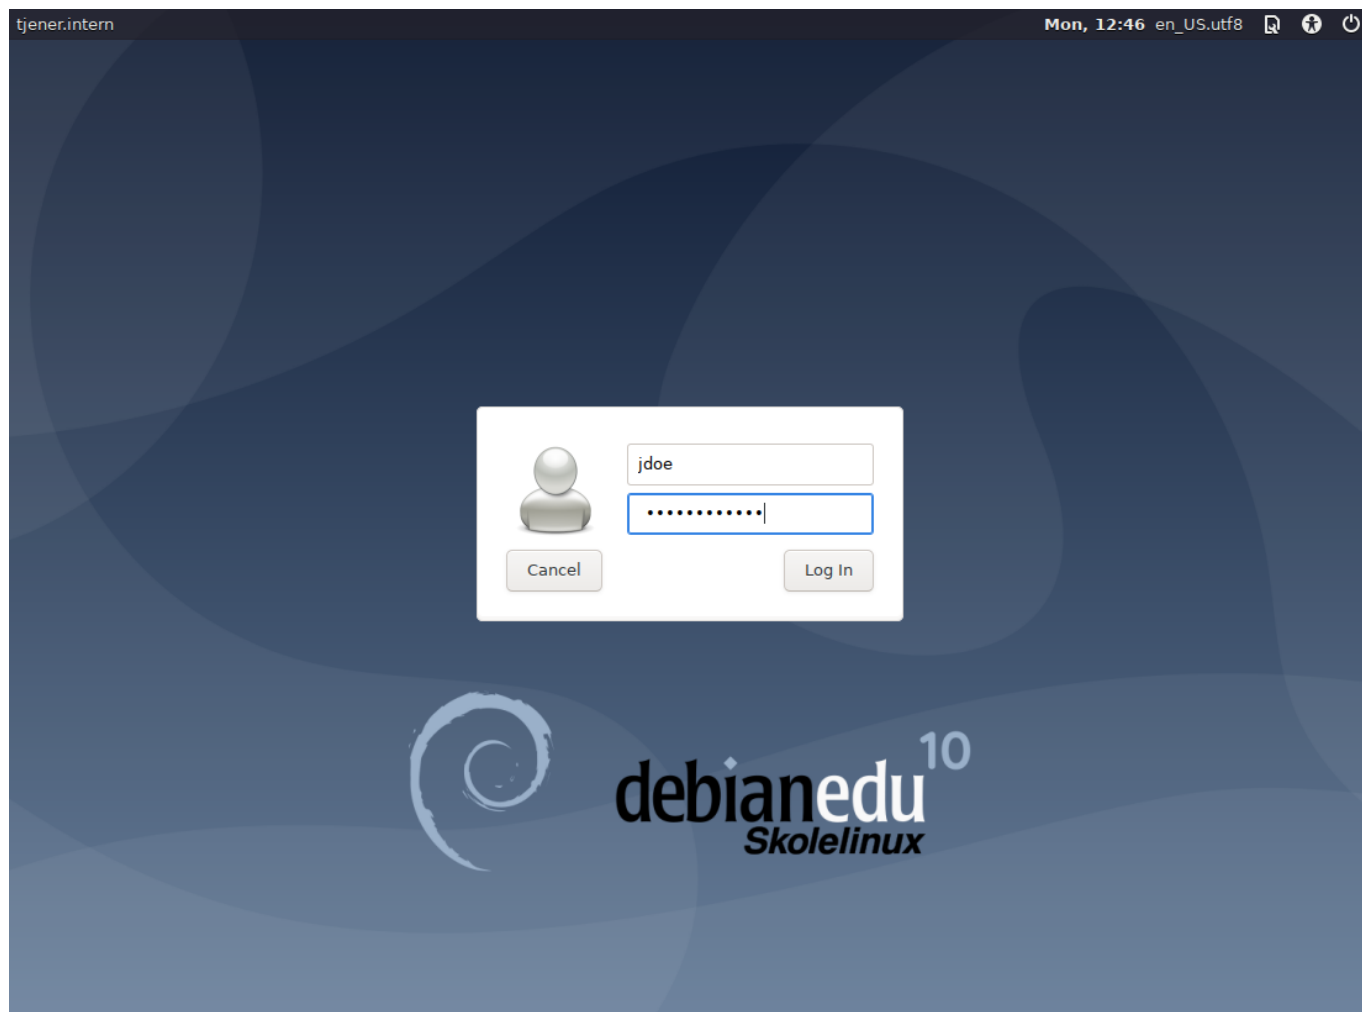 tjener.intern
Mon, 12:46 en_US.utf8
jdoe
••••••••••••
Cancel
Log In
debianedu 10
Skolelinux